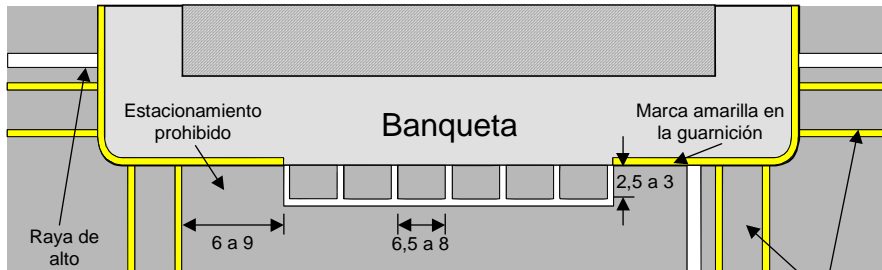 Estacionamiento
prohibido
Banqueta
Marca amarilla en
la guarnición
2,5 a 3
6 a 9
6,5 a 8
Raya de
alto